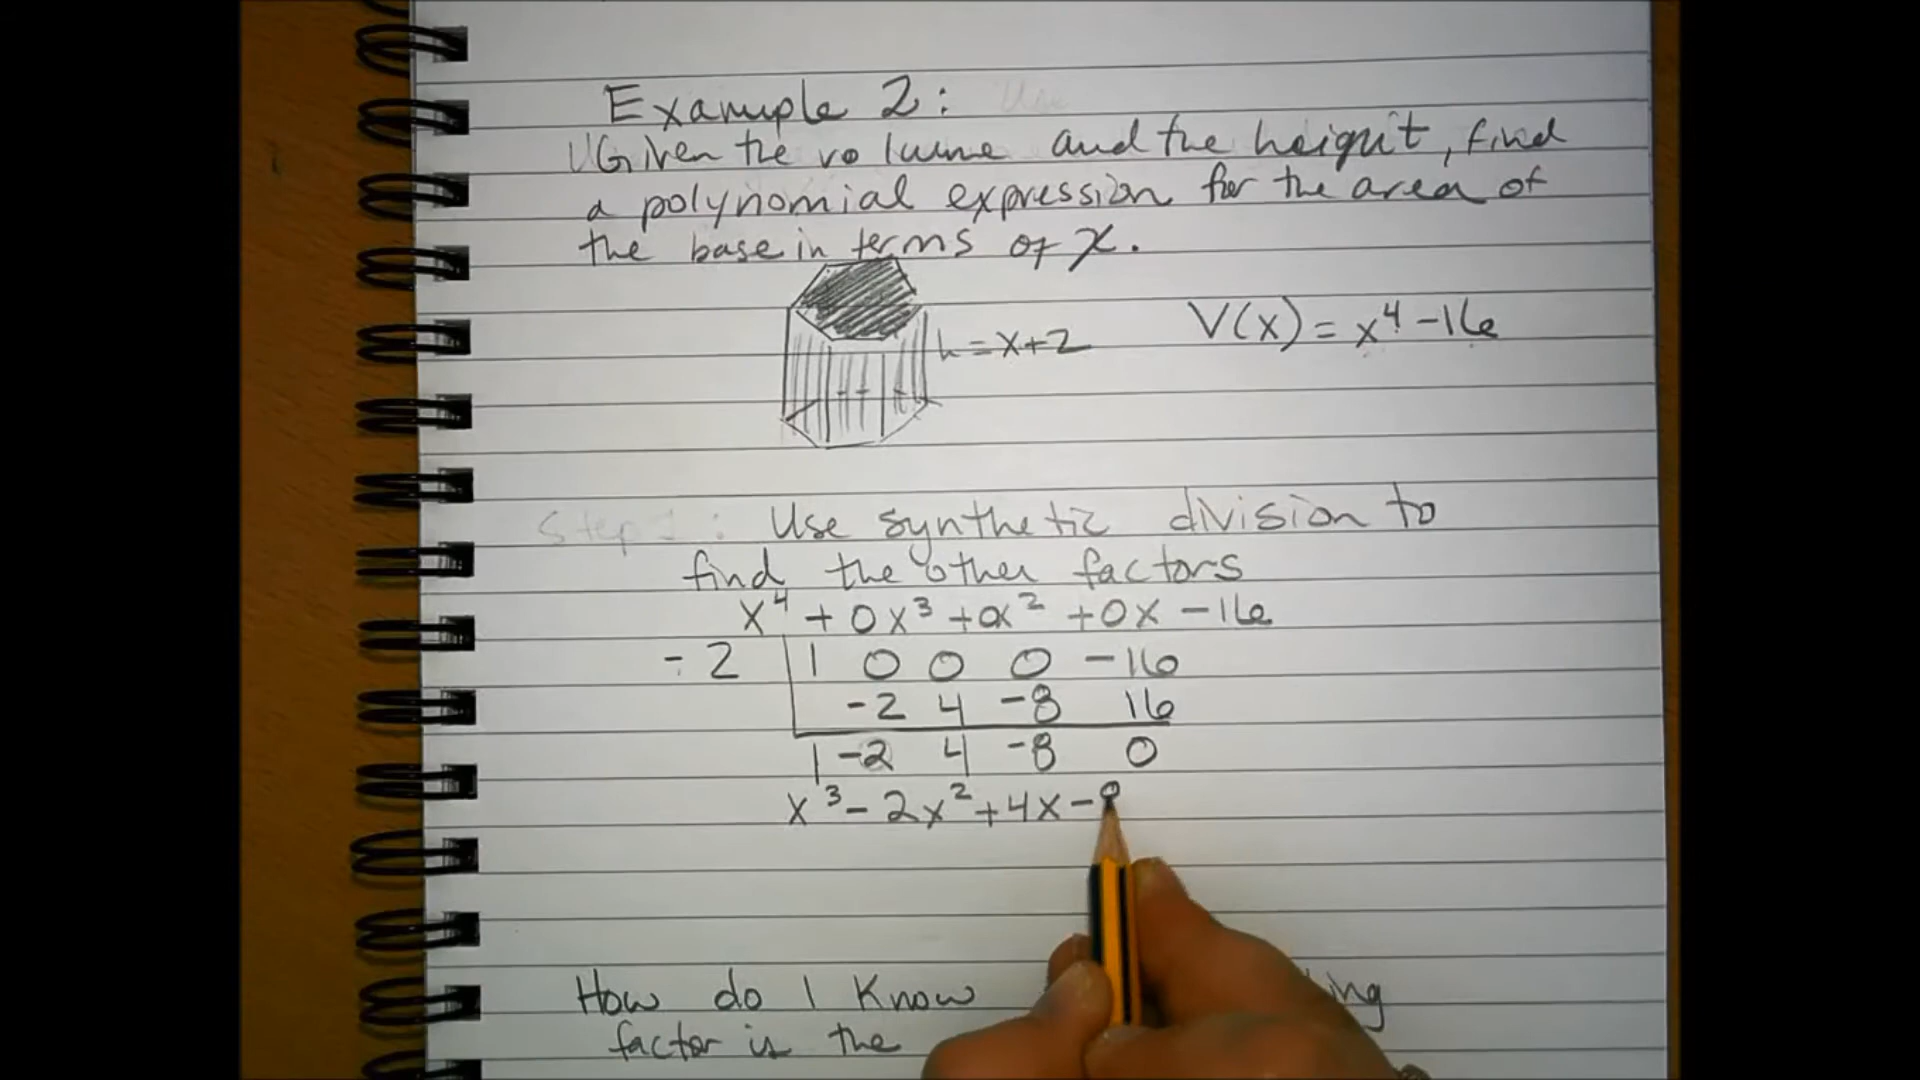 Example 2:
Given the volume and the height, find
a polynomial expression for the area of
the base in terms of x.
h = x+2
V(x) = x⁴ - 16
Step 1: Use synthetic division to
find the other factors
x⁴ + 0x³ + 0x² + 0x - 16
-2 | 1 0 0 0 -16
-2 4 -8 16
1 -2 4 -8 0
x³ - 2x² + 4x - 8
How do I know
factor is the